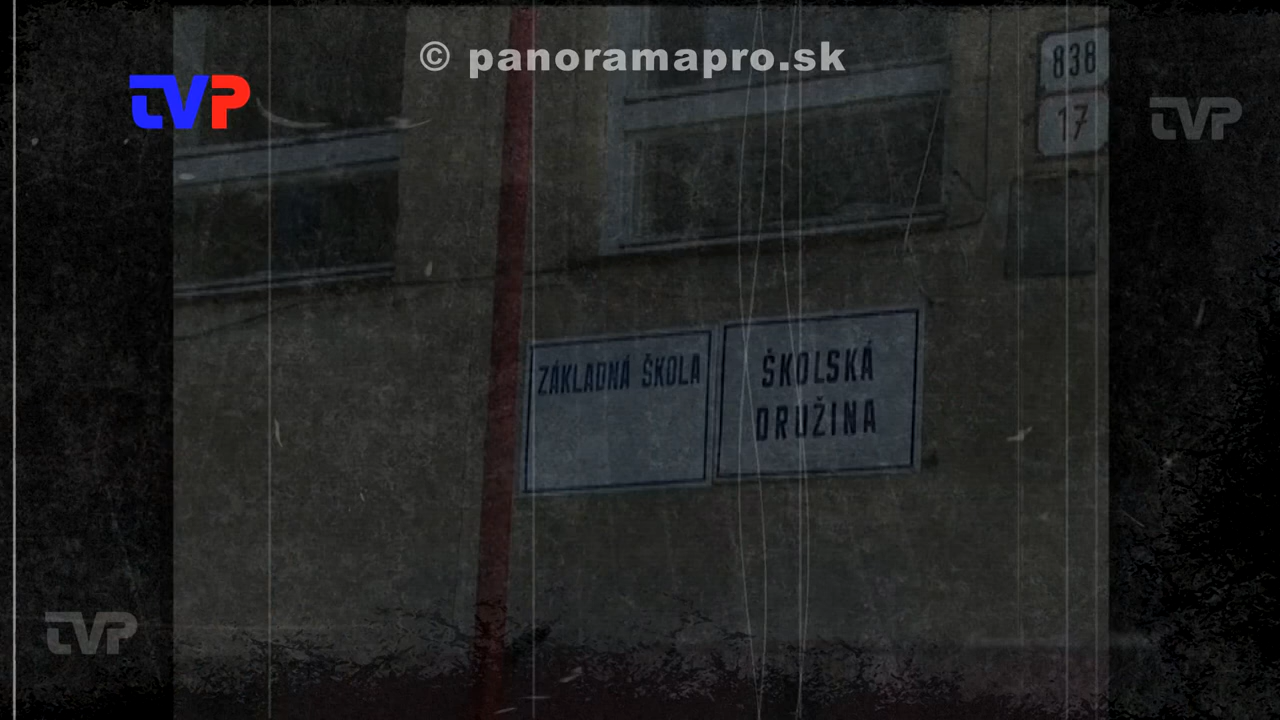 © panoramapro.sk
TVP
TVP
838
17
ZÁKLADNÁ ŠKOLA
ŠKOLSKÁ
DRUŽINA
TVP